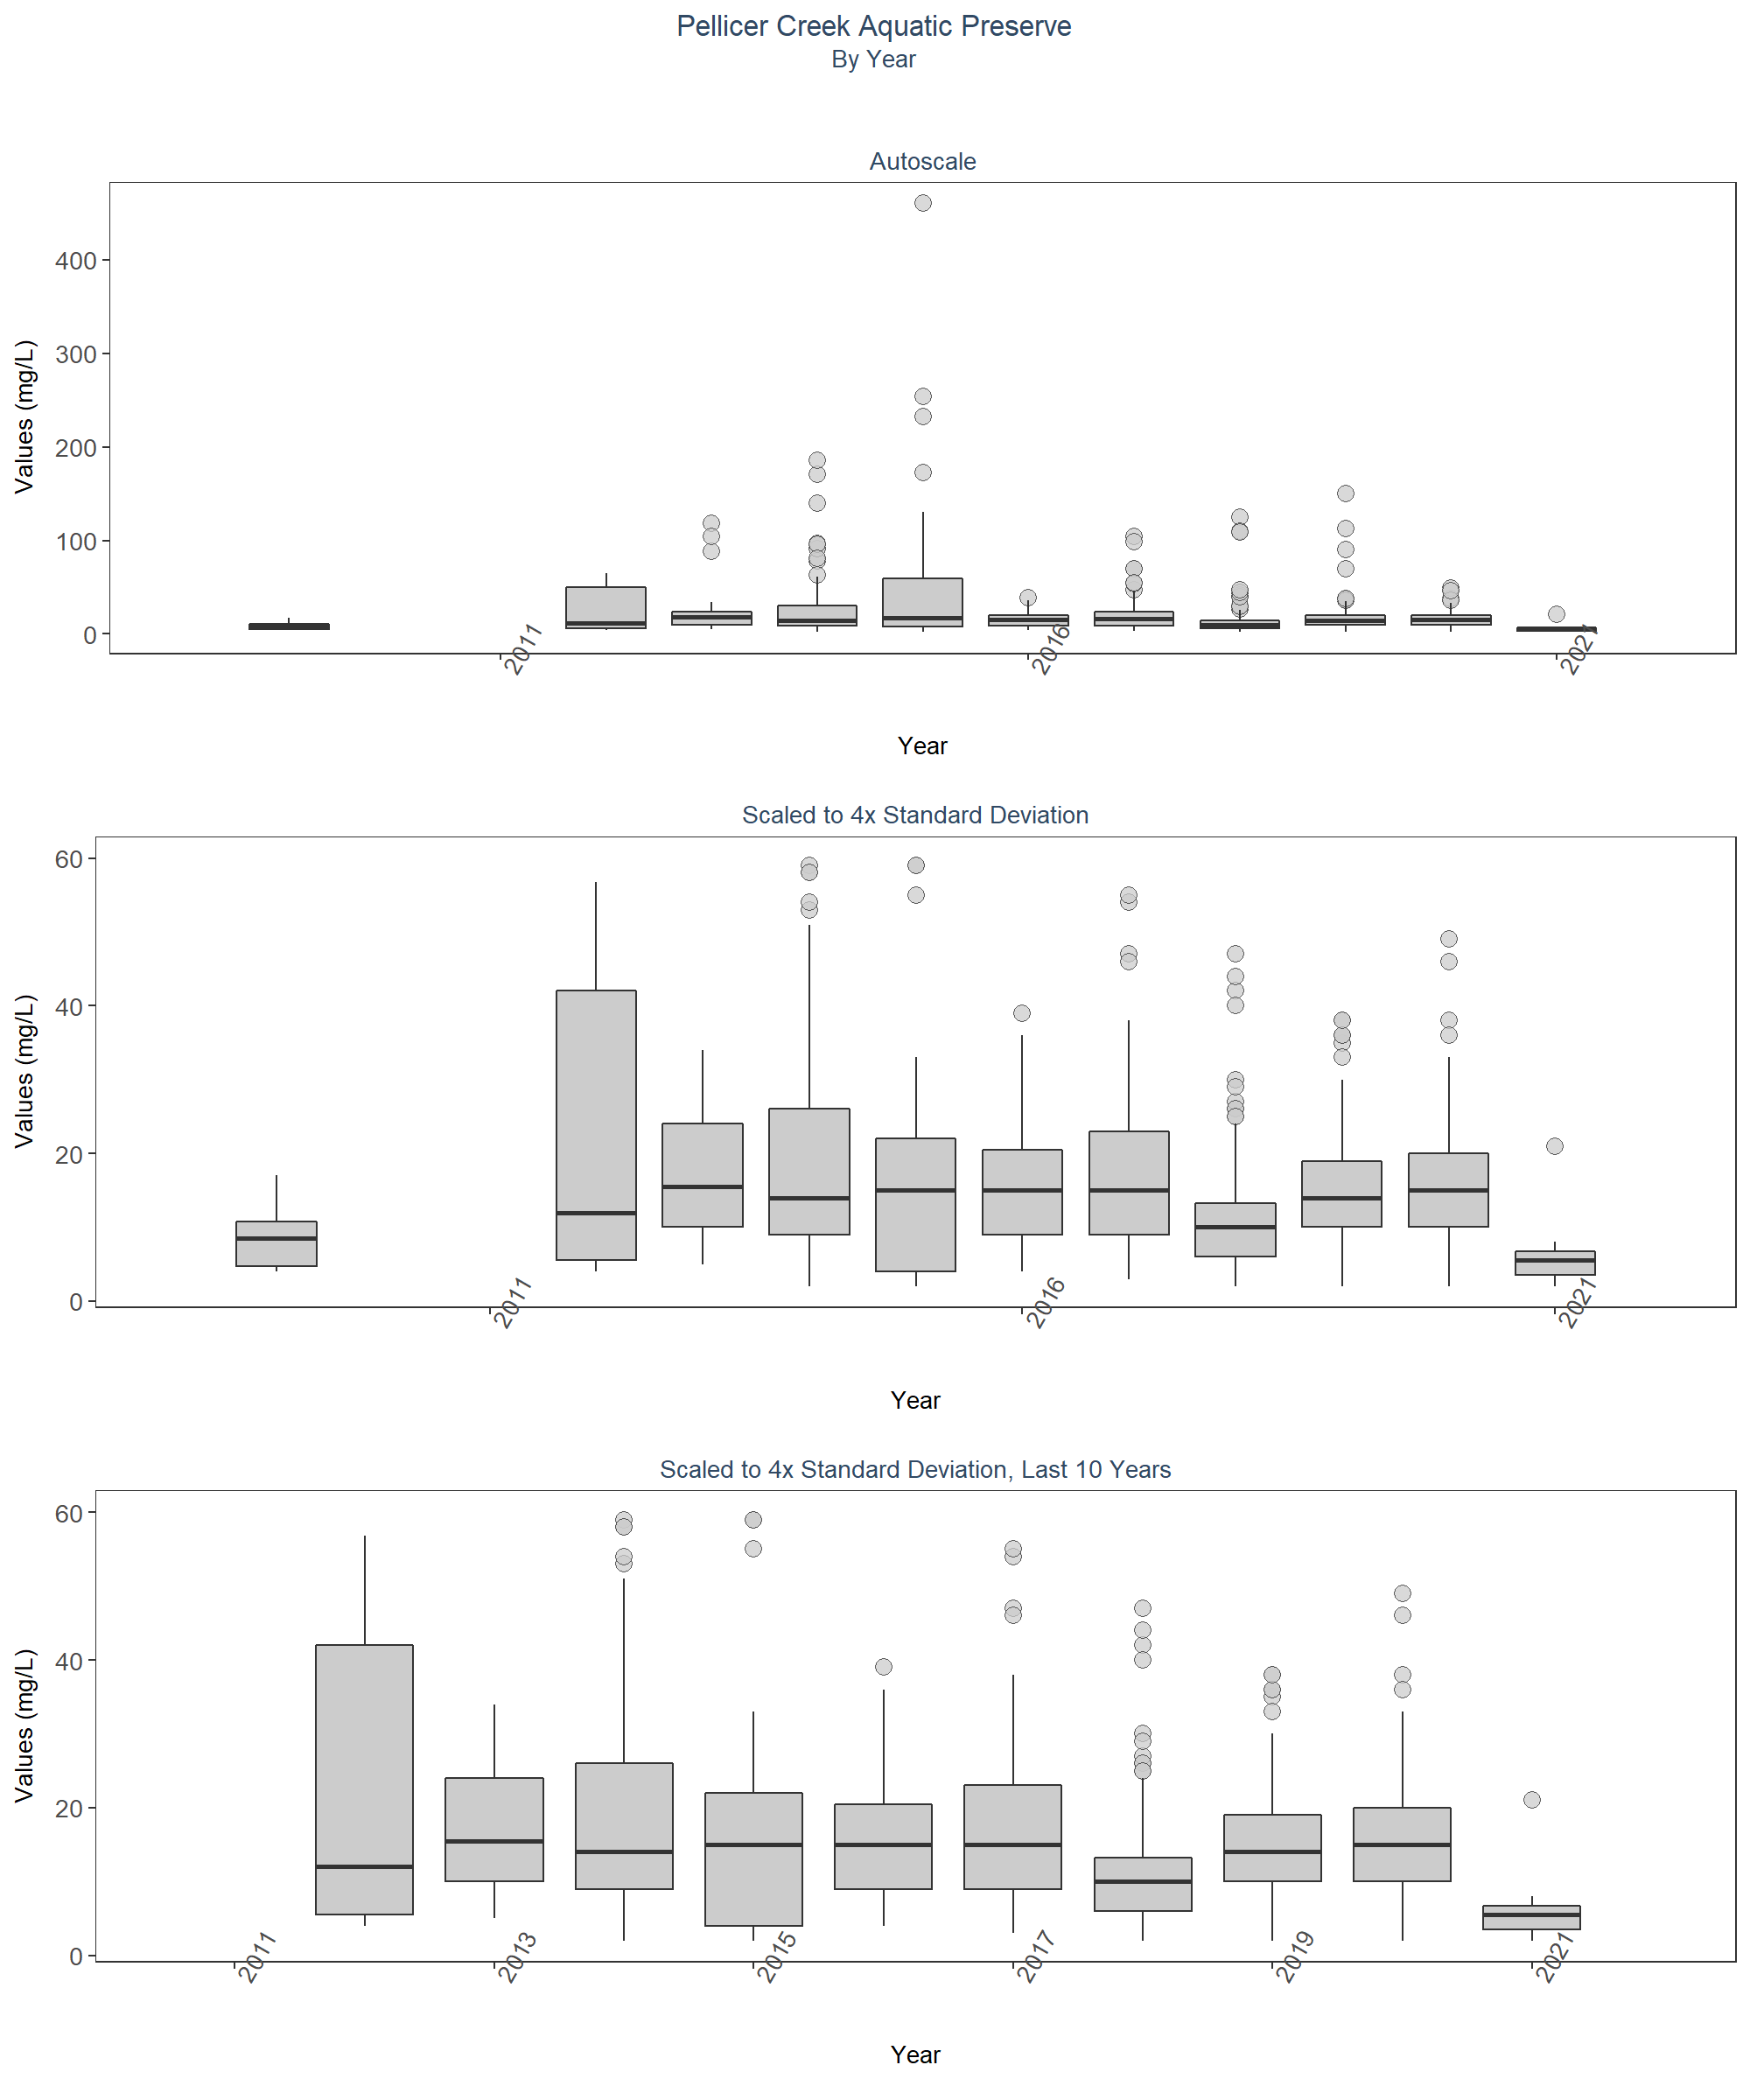 Pellicer Creek Aquatic Preserve
By Year
Autoscale
Values (mg/L)
400
300
200
100
0
2011
2016
2021
Year
Scaled to 4x Standard Deviation
Values (mg/L)
60
40
20
0
2011
2016
2021
Year
Scaled to 4x Standard Deviation, Last 10 Years
Values (mg/L)
60
40
20
0
2011
2013
2015
2017
2019
2021
Year